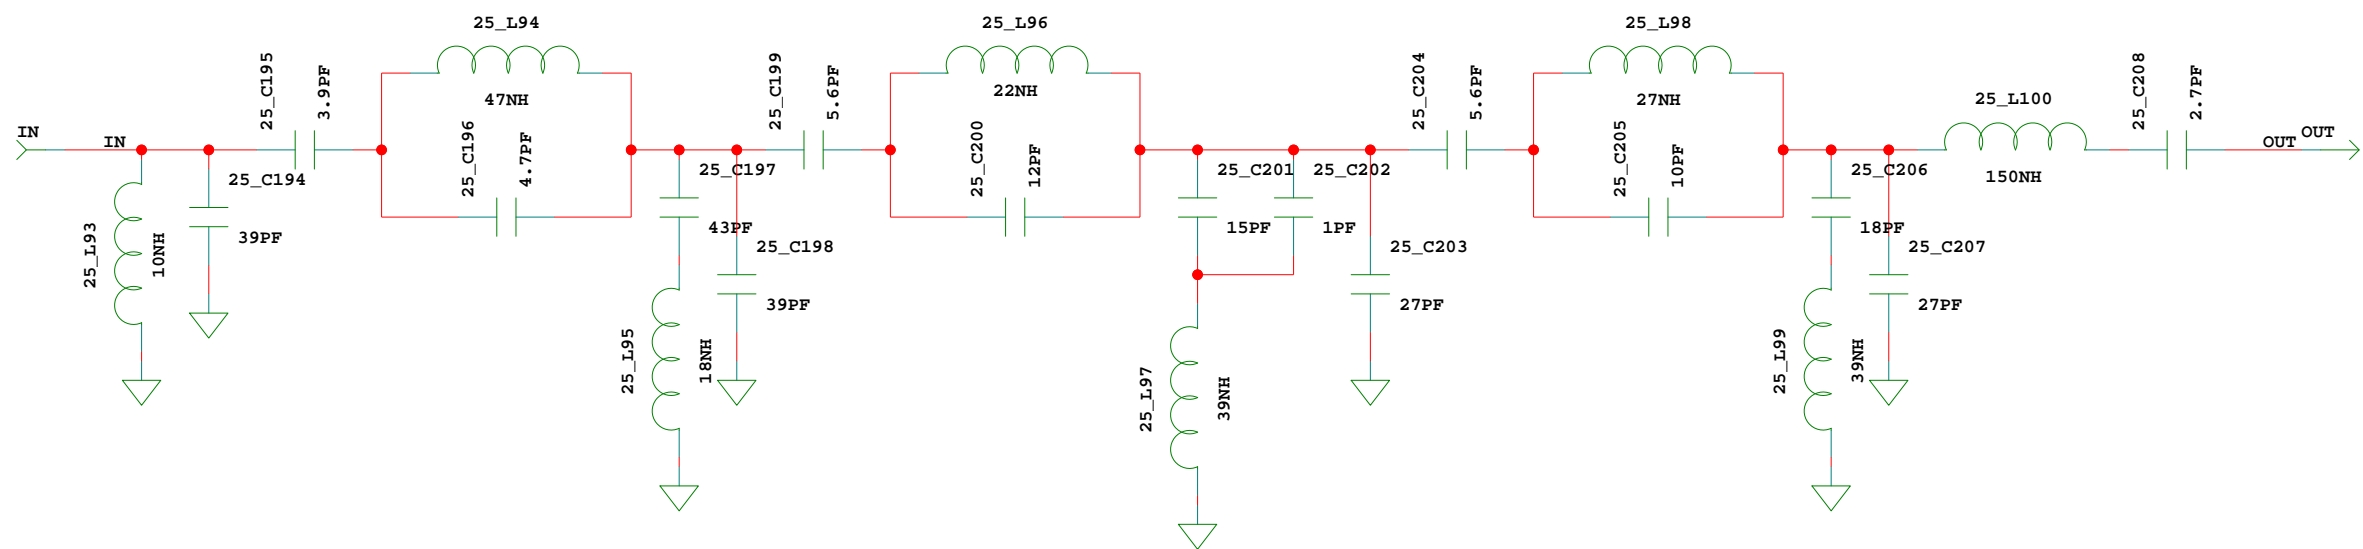 IN
IN
25_L93
10NH
25_C194
39PF
25_C195
3.9PF
25_L94
47NH
25_C196
4.7PF
25_C197
43PF
25_L95
18NH
25_C198
39PF
25_C199
5.6PF
25_L96
22NH
25_C200
12PF
25_C201
15PF
25_C202
1PF
25_L97
39NH
25_C203
27PF
25_C204
5.6PF
25_L98
27NH
25_C205
10PF
25_C206
18PF
25_L99
39NH
25_C207
27PF
25_L100
150NH
25_C208
2.7PF
OUT
OUT